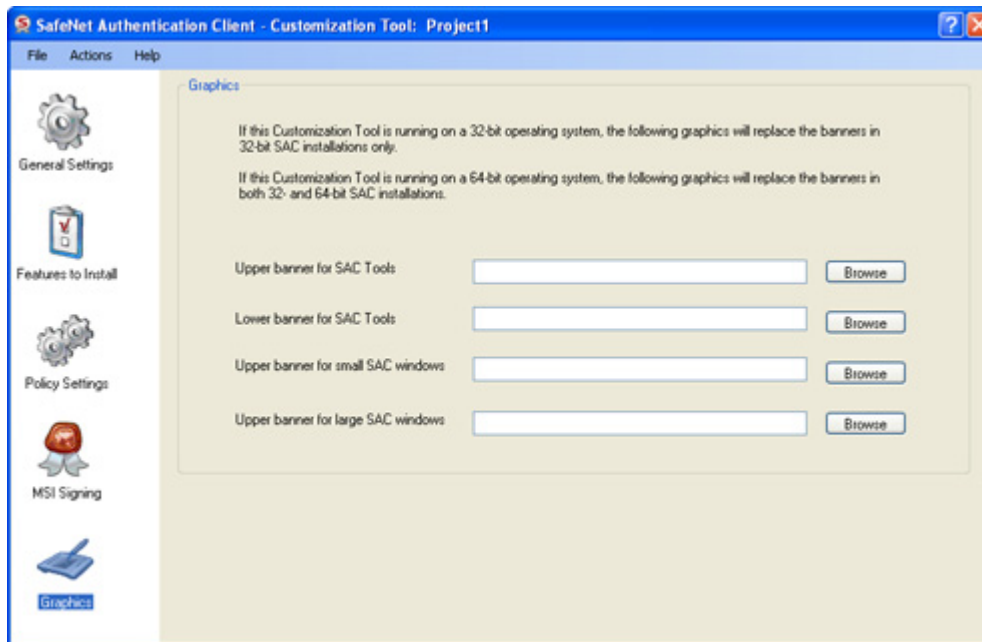 SafeNet Authentication Client - Customization Tool: Project1
File Actions Help
General Settings
Features to Install
Policy Settings
MSI Signing
Graphics
Graphics
If this Customization Tool is running on a 32-bit operating system, the following graphics will replace the banners in
32-bit SAC installations only.
If this Customization Tool is running on a 64-bit operating system, the following graphics will replace the banners in
both 32- and 64-bit SAC installations.
Upper banner for SAC Tools Browse
Lower banner for SAC Tools Browse
Upper banner for small SAC windows Browse
Upper banner for large SAC windows Browse